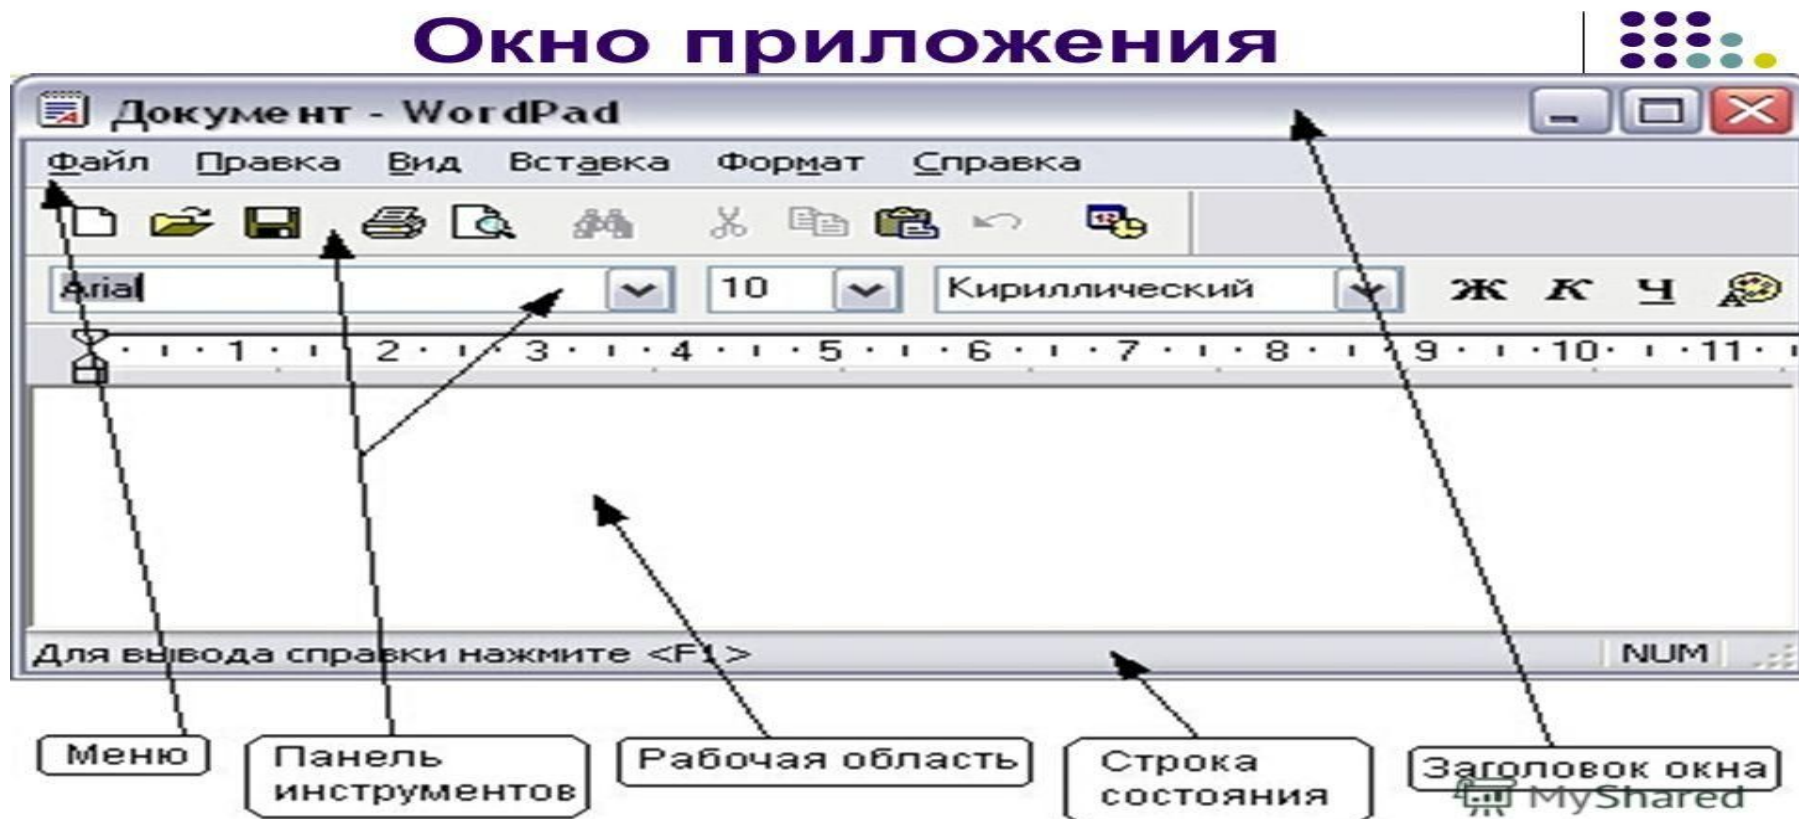 Окно приложения
Документ - WordPad
Файл Правка Вид Вставка Формат Справка
12
Arial 10 Кириллический Ж К Ч А
1 2 3 4 5 6 7 8 9 10 11
Для вывода справки нажмите <F1> NUM
Меню
Панель
инструментов
Рабочая область
Строка
состояния
Заголовок окна
MyShared